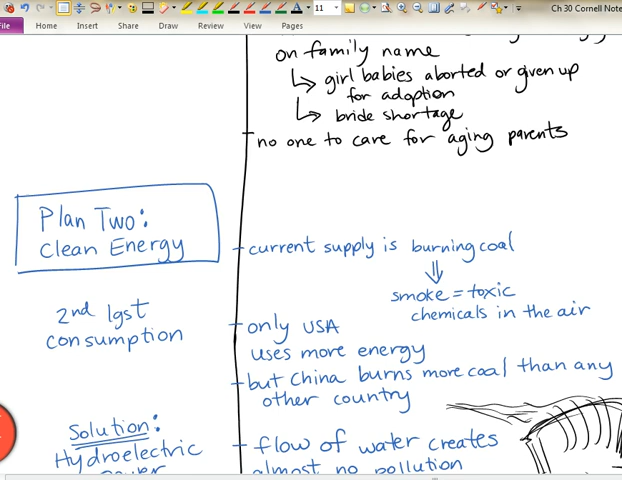 11
Ch 30 Cornell Note
File
Home
Insert
Draw
Share
Review
View
Pages
on family name
↳ girl babies aborted or given up
for adoption
↳ bride shortage
- no one to care for aging parents
Plan Two:
Clean Energy
- current supply is burning coal
⇓
smoke = toxic
chemicals in the air
2nd lgst
consumption
- only USA
uses more energy
- but China burns more coal than any
other country
Solution:
Hydroelectric
- flow of water creates
almost no pollution